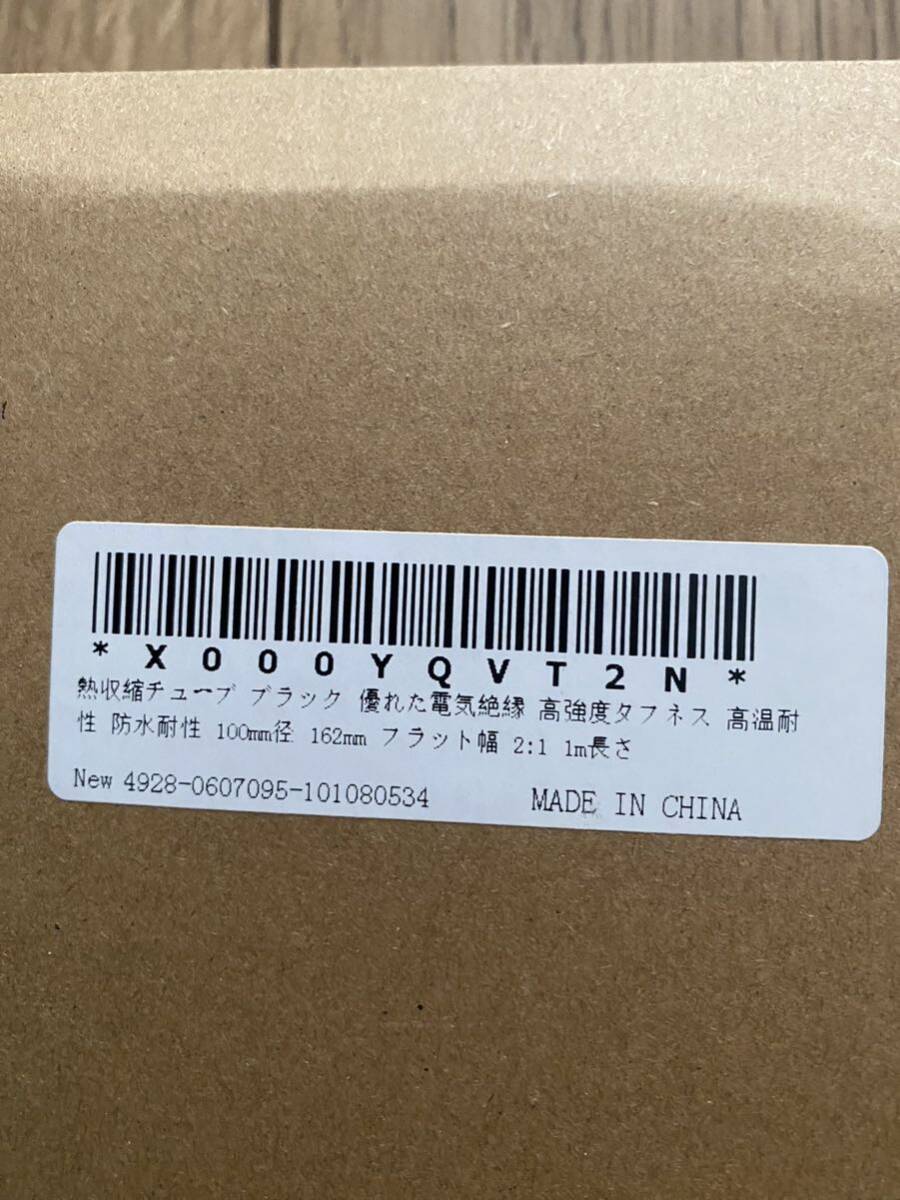 *X000YQVT2N*
熱収縮チューブ ブラック 優れた電気絶縁 高強度タフネス 高温耐
性 防水耐性 100mm径 162mm フラット幅 2:1 1m長さ
New 4928-0607095-101080534 MADE IN CHINA